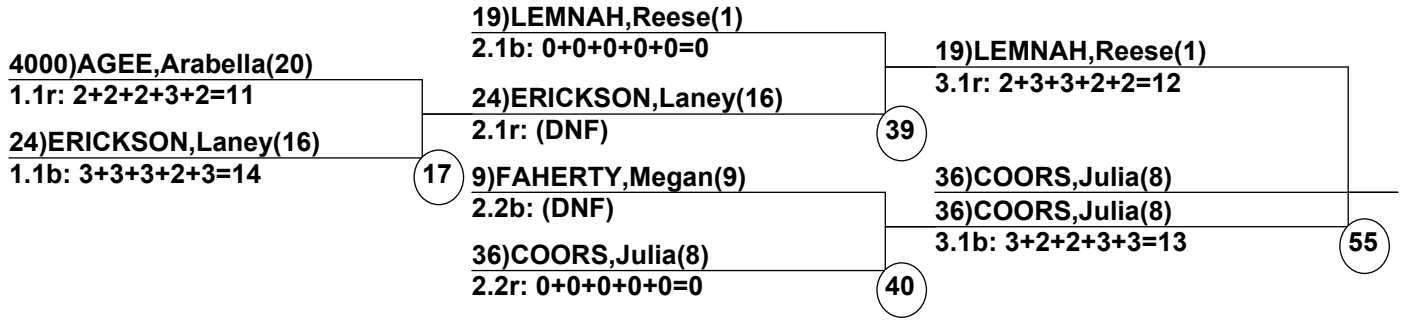 4000)AGEE,Arabella(20)
1.1r: 2+2+2+3+2=11
24)ERICKSON,Laney(16)
1.1b: 3+3+3+2+3=14
17
19)LEMNAH,Reese(1)
2.1b: 0+0+0+0+0=0
24)ERICKSON,Laney(16)
2.1r: (DNF)
39
9)FAHERTY,Megan(9)
2.2b: (DNF)
36)COORS,Julia(8)
2.2r: 0+0+0+0+0=0
40
19)LEMNAH,Reese(1)
3.1r: 2+3+3+2+2=12
36)COORS,Julia(8)
36)COORS,Julia(8)
3.1b: 3+2+2+3+3=13
55